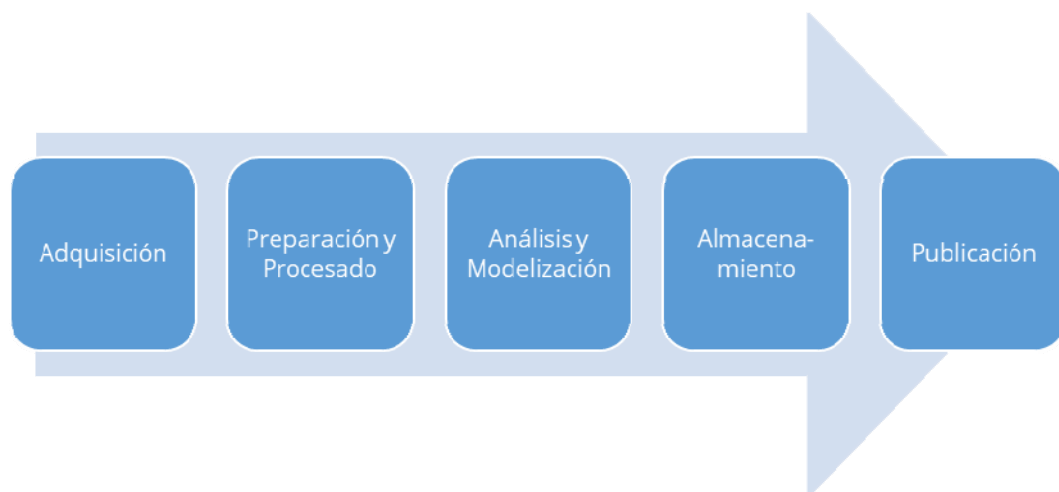 Adquisición
Preparación y
Procesado
Análisis y
Modelización
Almacena-
miento
Publicación